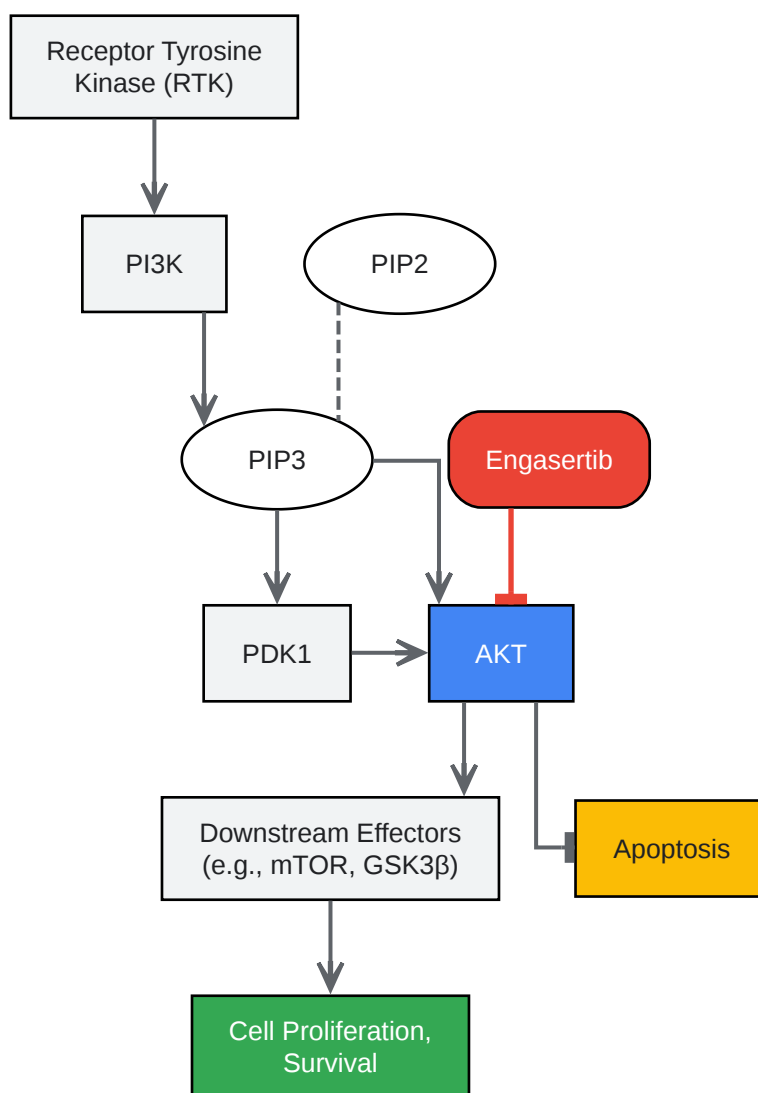 Receptor Tyrosine
Kinase (RTK)
PI3K
PIP2
PIP3
Engasertib
PDK1
AKT
Downstream Effectors
(e.g., mTOR, GSK3β)
Apoptosis
Cell Proliferation,
Survival